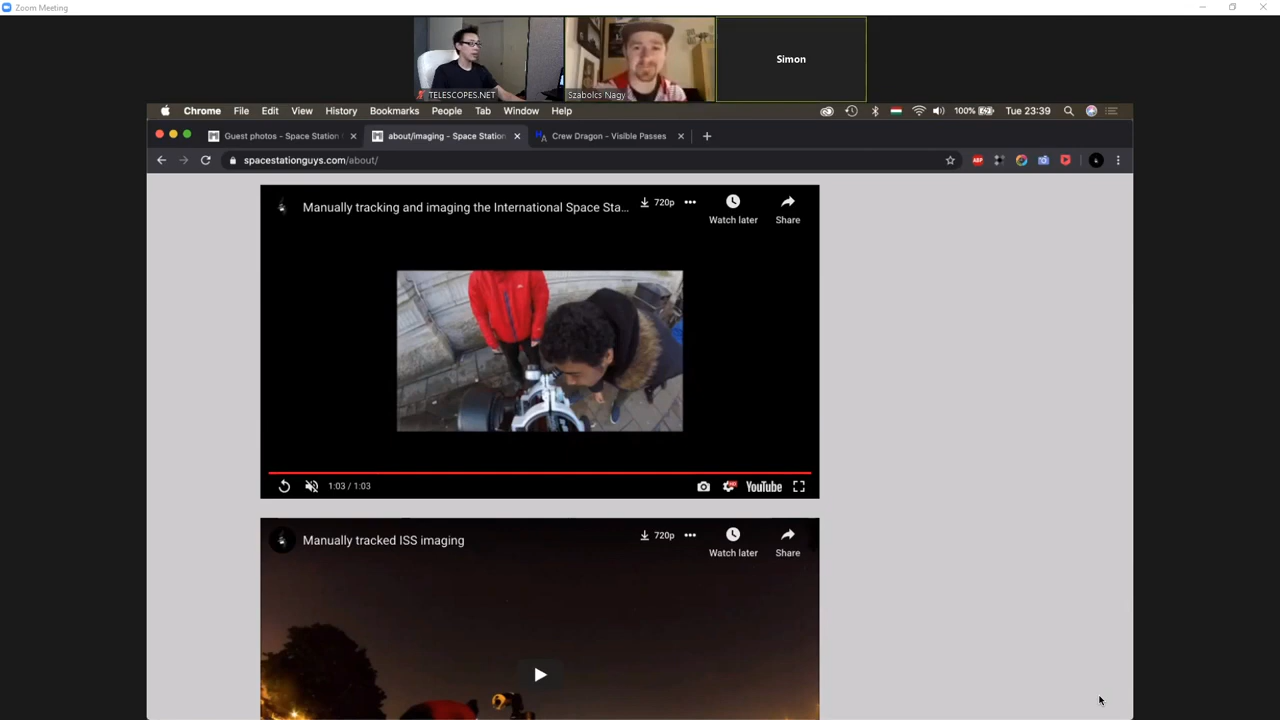 Zoom Meeting
TELESCOPES.NET
Szabolcs Nagy
Simon
Chrome File Edit View History Bookmarks People Tab Window Help 100% Tue 23:39
Guest photos - Space Station about/imaging - Space Station Crew Dragon - Visible Passes
spacestationguys.com/about/
Manually tracking and imaging the International Space Sta... 720p
Watch later Share
1:03 / 1:03 HD YouTube
Manually tracked ISS imaging 720p
Watch later Share